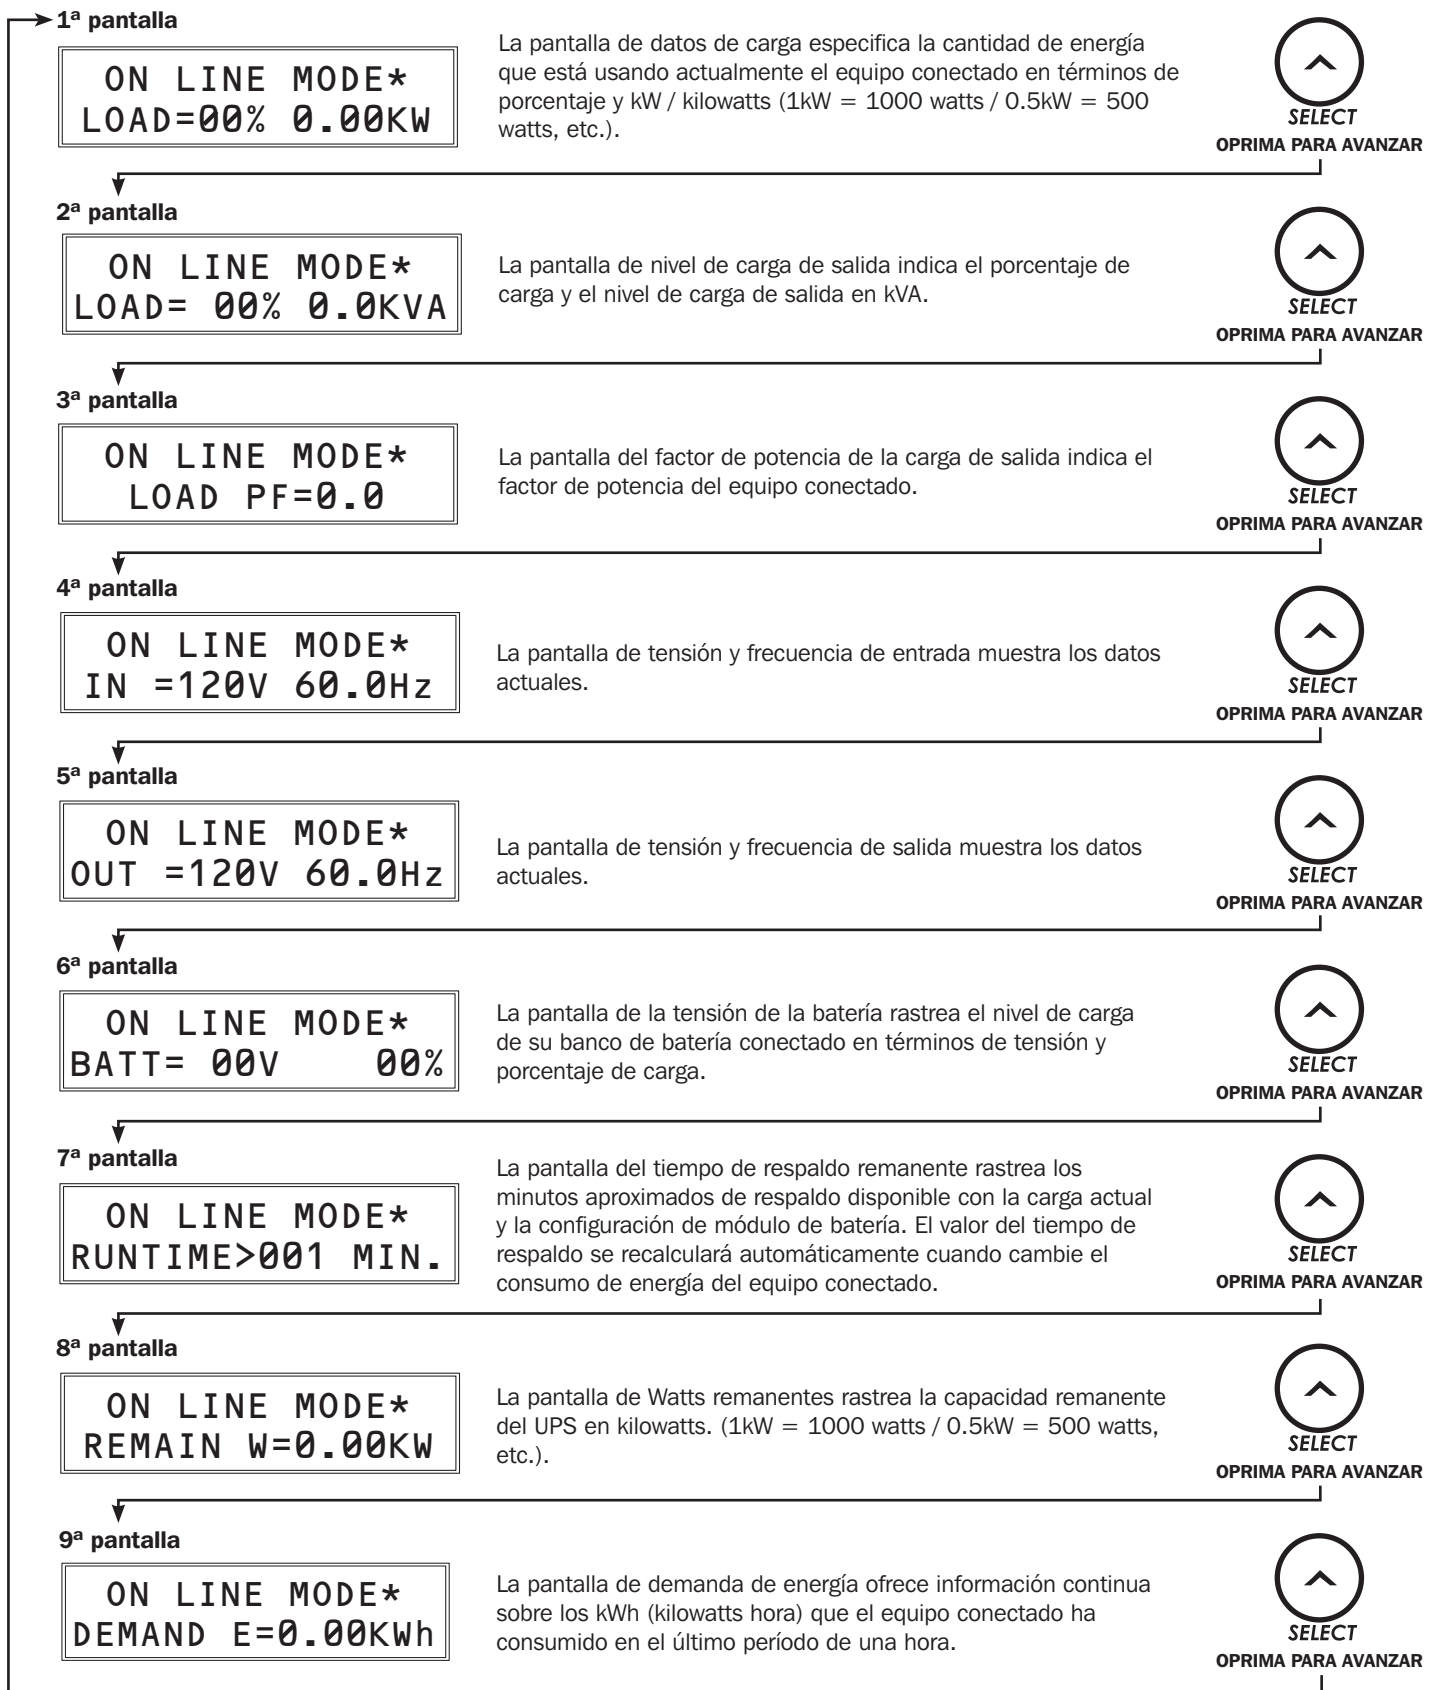 1ª pantalla
ON LINE MODE*
LOAD=00% 0.00KW
La pantalla de datos de carga especifica la cantidad de energía
que está usando actualmente el equipo conectado en términos de
porcentaje y kW / kilowatts (1kW = 1000 watts / 0.5kW = 500
watts, etc.).
SELECT
OPRIMA PARA AVANZAR
2ª pantalla
ON LINE MODE*
LOAD= 00% 0.0KVA
La pantalla de nivel de carga de salida indica el porcentaje de
carga y el nivel de carga de salida en kVA.
SELECT
OPRIMA PARA AVANZAR
3ª pantalla
ON LINE MODE*
LOAD PF=0.0
La pantalla del factor de potencia de la carga de salida indica el
factor de potencia del equipo conectado.
SELECT
OPRIMA PARA AVANZAR
4ª pantalla
ON LINE MODE*
IN =120V 60.0Hz
La pantalla de tensión y frecuencia de entrada muestra los datos
actuales.
SELECT
OPRIMA PARA AVANZAR
5ª pantalla
ON LINE MODE*
OUT =120V 60.0Hz
La pantalla de tensión y frecuencia de salida muestra los datos
actuales.
SELECT
OPRIMA PARA AVANZAR
6ª pantalla
ON LINE MODE*
BATT= 00V 00%
La pantalla de la tensión de la batería rastrea el nivel de carga
de su banco de batería conectado en términos de tensión y
porcentaje de carga.
SELECT
OPRIMA PARA AVANZAR
7ª pantalla
ON LINE MODE*
RUNTIME>001 MIN.
La pantalla del tiempo de respaldo remanente rastrea los
minutos aproximados de respaldo disponible con la carga actual
y la configuración de módulo de batería. El valor del tiempo de
respaldo se recalculará automáticamente cuando cambie el
consumo de energía del equipo conectado.
SELECT
OPRIMA PARA AVANZAR
8ª pantalla
ON LINE MODE*
REMAIN W=0.00KW
La pantalla de Watts remanentes rastrea la capacidad remanente
del UPS en kilowatts. (1kW = 1000 watts / 0.5kW = 500 watts,
etc.).
SELECT
OPRIMA PARA AVANZAR
9ª pantalla
ON LINE MODE*
DEMAND E=0.00KWh
La pantalla de demanda de energía ofrece información continua
sobre los kWh (kilowatts hora) que el equipo conectado ha
consumido en el último período de una hora.
SELECT
OPRIMA PARA AVANZAR